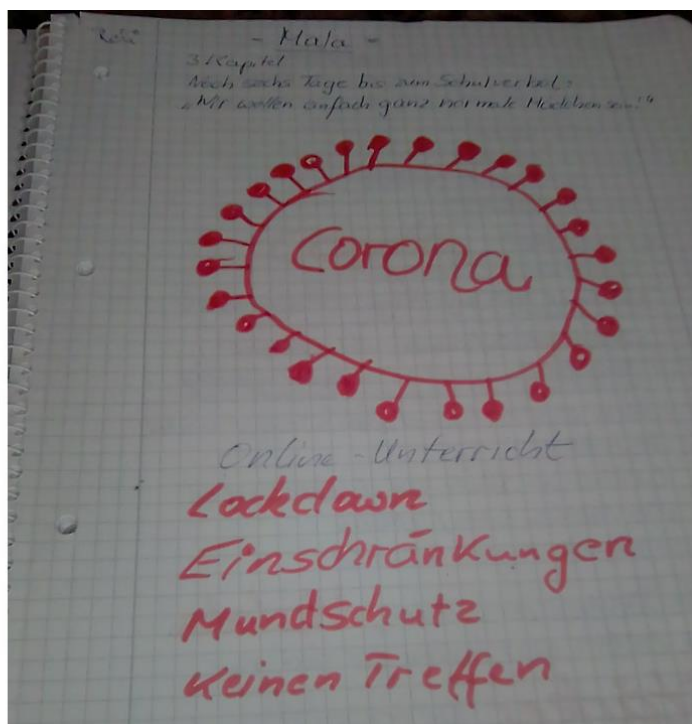 - Mala -
3 Kapitel
Noch sechs Tage bis zum Schulverbot:
„Wir wollen einfach ganz normale Mädchen sein!“
Corona
Online-Unterricht
Lockdown
Einschränkungen
Mundschutz
Keinen Treffen